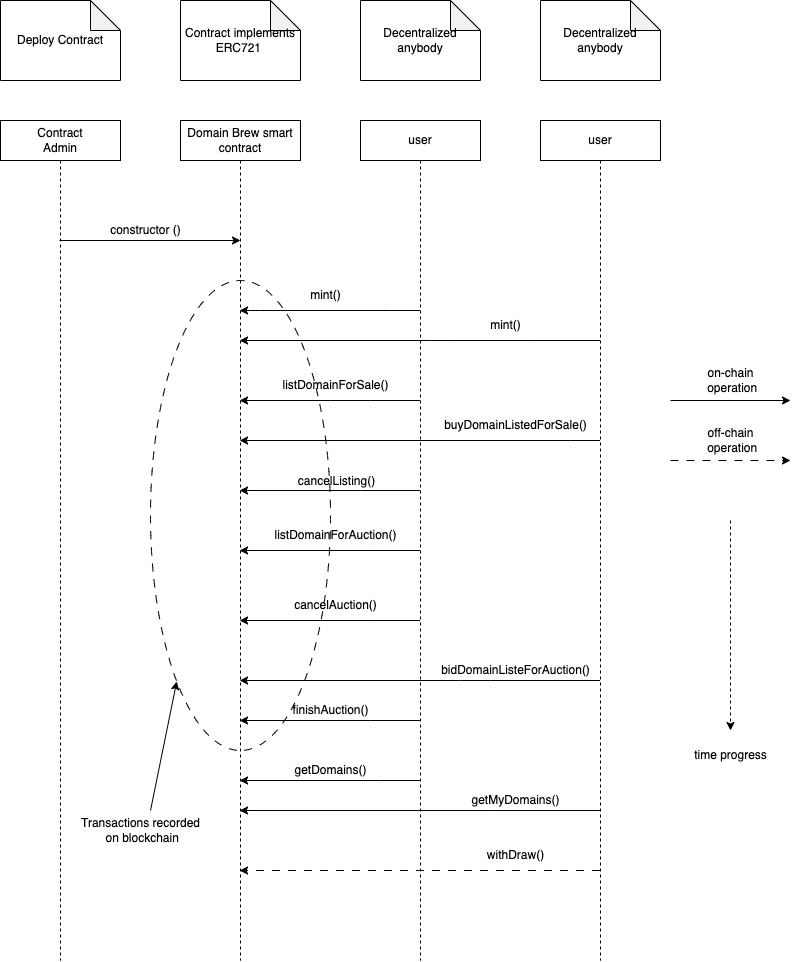 Deploy Contract
Contract implements
ERC721
Decentralized
anybody
Decentralized
anybody
Contract
Admin
Domain Brew smart
contract
user
user
constructor ()
mint()
mint()
on-chain
operation
listDomainForSale()
buyDomainListedForSale()
off-chain
operation
cancelListing()
listDomainForAuction()
cancelAuction()
bidDomainListeForAuction()
finishAuction()
time progress
getDomains()
getMyDomains()
Transactions recorded
on blockchain
withDraw()